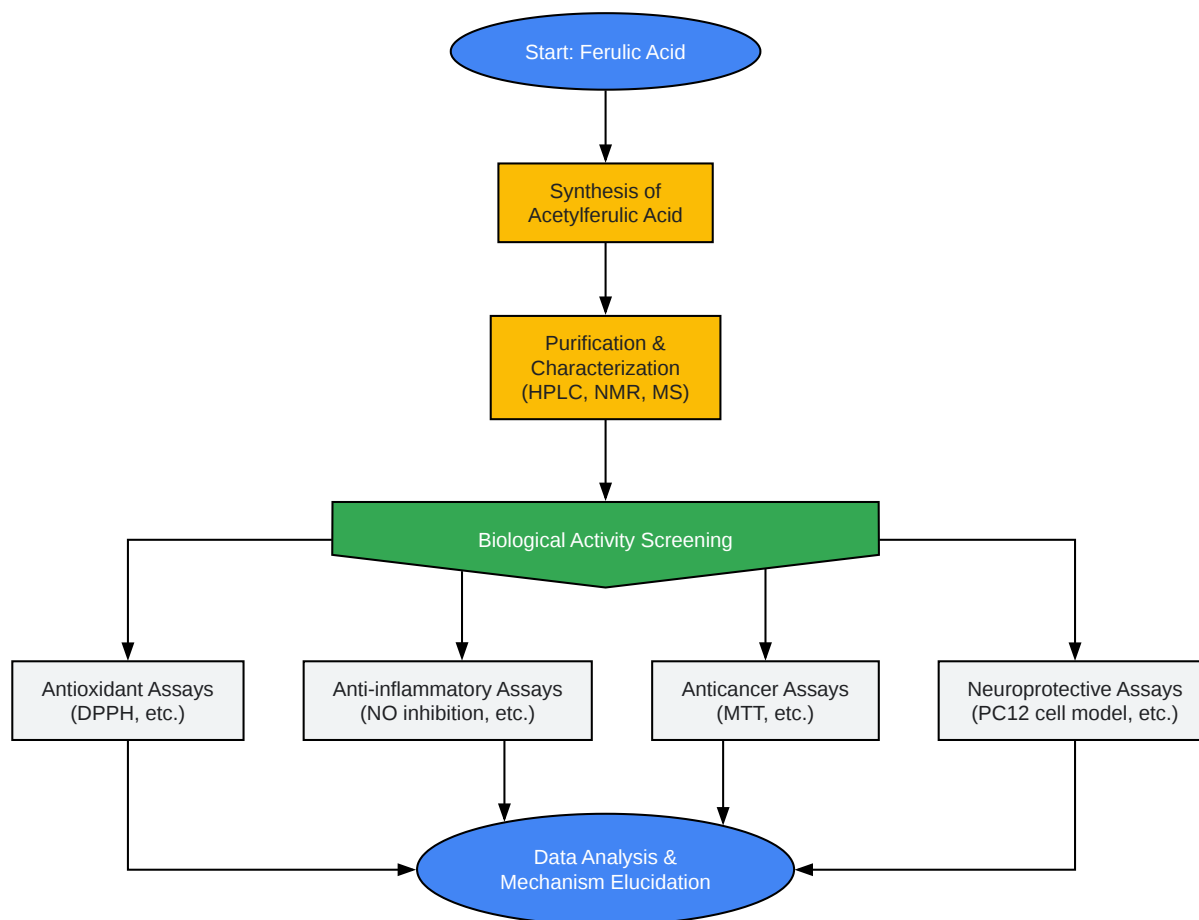 Start: Ferulic Acid
Synthesis of
Acetylferulic Acid
Purification &
Characterization
(HPLC, NMR, MS)
Biological Activity Screening
Antioxidant Assays
(DPPH, etc.)
Anti-inflammatory Assays
(NO inhibition, etc.)
Anticancer Assays
(MTT, etc.)
Neuroprotective Assays
(PC12 cell model, etc.)
Data Analysis &
Mechanism Elucidation